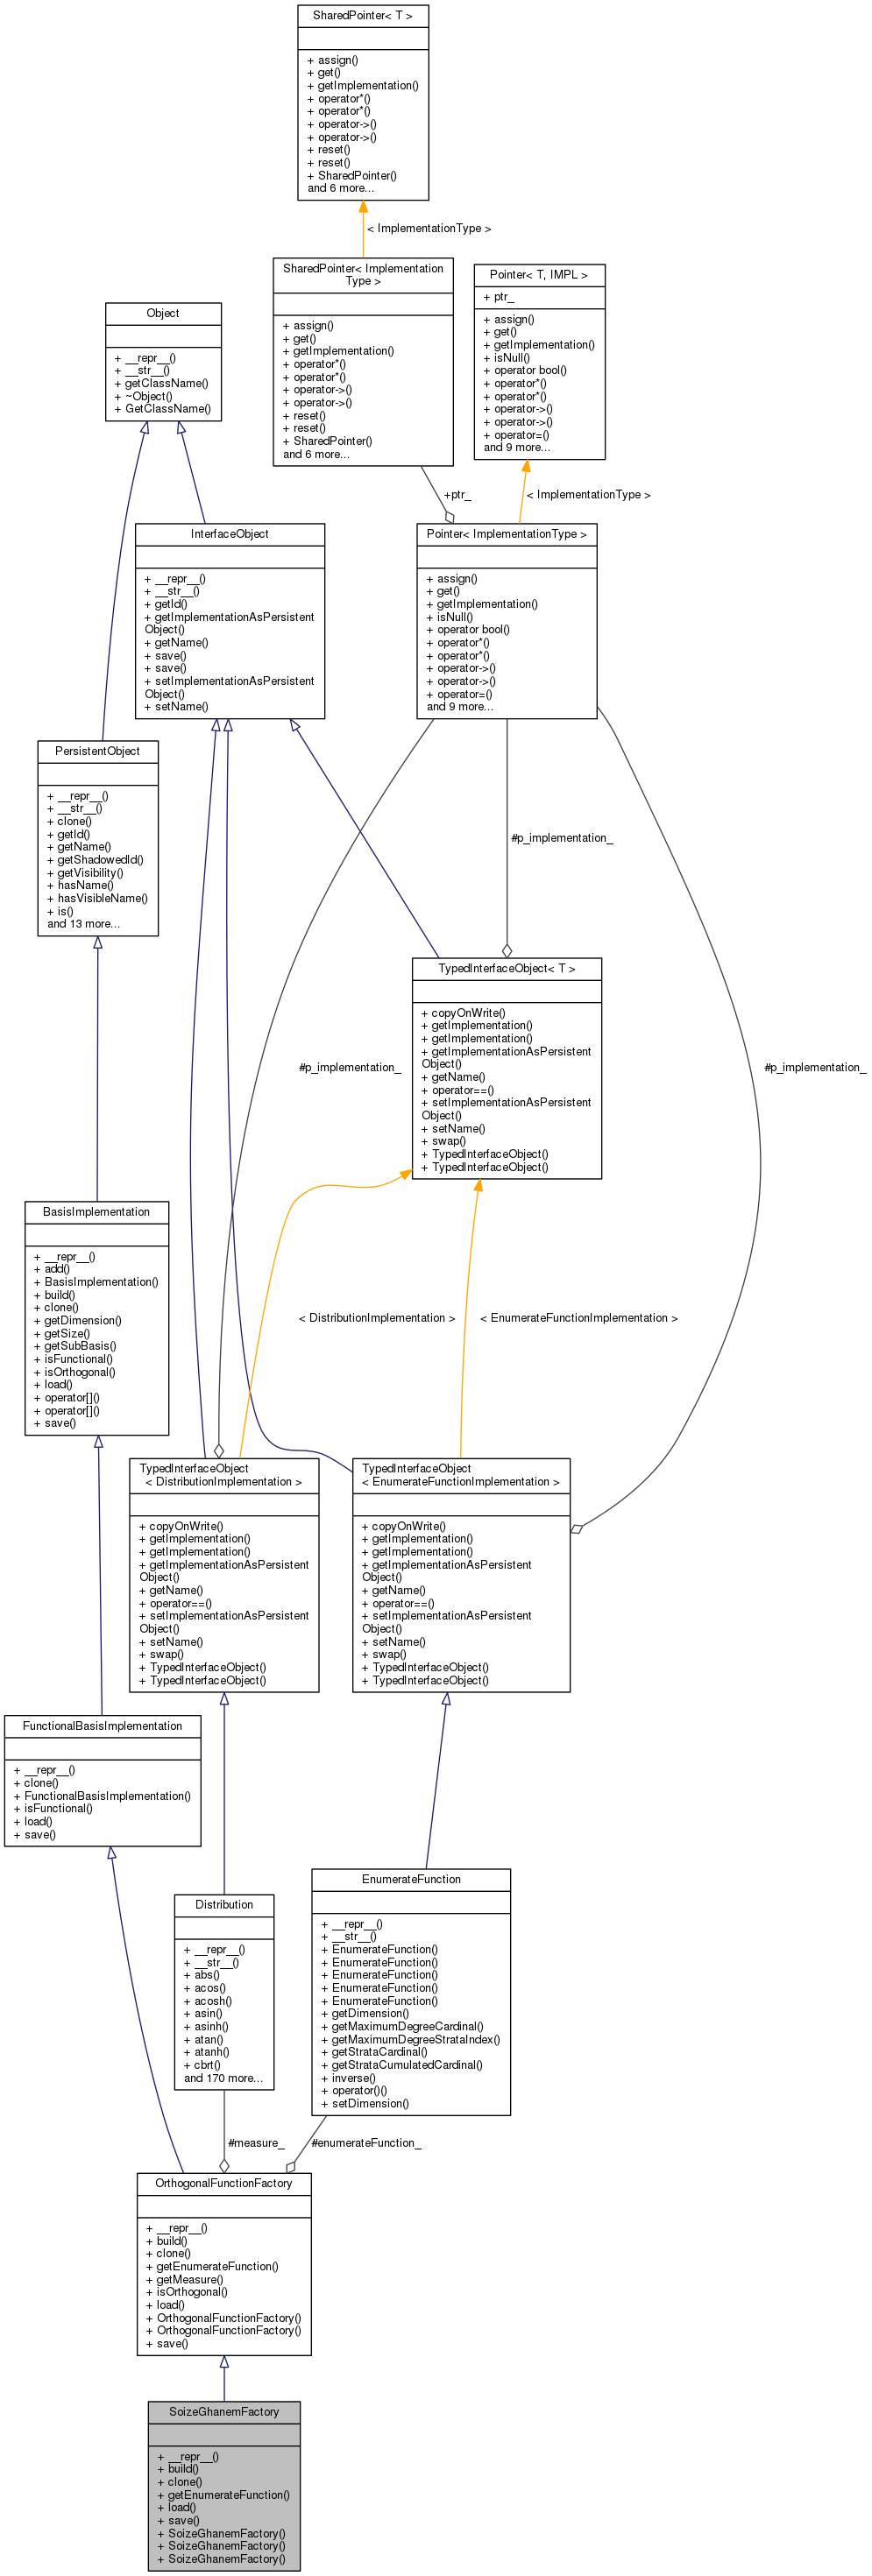 SharedPointer< T >
+ assign()
+ get()
+ getImplementation()
+ operator*()
+ operator*()
+ operator->()
+ operator->()
+ reset()
+ reset()
+ SharedPointer()
and 6 more...
< ImplementationType >
SharedPointer< Implementation
Type >
+ assign()
+ get()
+ getImplementation()
+ operator*()
+ operator*()
+ operator->()
+ operator->()
+ reset()
+ reset()
+ SharedPointer()
and 6 more...
Pointer< T, IMPL >
+ ptr_
+ assign()
+ get()
+ getImplementation()
+ isNull()
+ operator bool()
+ operator*()
+ operator*()
+ operator->()
+ operator->()
+ operator=()
and 9 more...
Object
+ __repr__()
+ __str__()
+ getClassName()
+ ~Object()
+ GetClassName()
+ptr_
< ImplementationType >
InterfaceObject
+ __repr__()
+ __str__()
+ getId()
+ getImplementationAsPersistent
Object()
+ getName()
+ save()
+ save()
+ setImplementationAsPersistent
Object()
+ setName()
Pointer< ImplementationType >
+ assign()
+ get()
+ getImplementation()
+ isNull()
+ operator bool()
+ operator*()
+ operator*()
+ operator->()
+ operator->()
+ operator=()
and 9 more...
PersistentObject
+ __repr__()
+ __str__()
+ clone()
+ getId()
+ getName()
+ getShadowedId()
+ getVisibility()
+ hasName()
+ hasVisibleName()
+ is()
and 13 more...
#p_implementation_
TypedInterfaceObject< T >
+ copyOnWrite()
+ getImplementation()
+ getImplementation()
+ getImplementationAsPersistent
Object()
+ getName()
+ operator==()
+ setImplementationAsPersistent
Object()
+ setName()
+ swap()
+ TypedInterfaceObject()
+ TypedInterfaceObject()
#p_implementation_
#p_implementation_
BasisImplementation
+ __repr__()
+ add()
+ BasisImplementation()
+ build()
+ clone()
+ getDimension()
+ getSize()
+ getSubBasis()
+ isFunctional()
+ isOrthogonal()
+ load()
+ operator[]()
+ operator[]()
+ save()
< DistributionImplementation >
< EnumerateFunctionImplementation >
TypedInterfaceObject
< DistributionImplementation >
+ copyOnWrite()
+ getImplementation()
+ getImplementation()
+ getImplementationAsPersistent
Object()
+ getName()
+ operator==()
+ setImplementationAsPersistent
Object()
+ setName()
+ swap()
+ TypedInterfaceObject()
+ TypedInterfaceObject()
TypedInterfaceObject
< EnumerateFunctionImplementation >
+ copyOnWrite()
+ getImplementation()
+ getImplementation()
+ getImplementationAsPersistent
Object()
+ getName()
+ operator==()
+ setImplementationAsPersistent
Object()
+ setName()
+ swap()
+ TypedInterfaceObject()
+ TypedInterfaceObject()
FunctionalBasisImplementation
+ __repr__()
+ clone()
+ FunctionalBasisImplementation()
+ isFunctional()
+ load()
+ save()
Distribution
+ __repr__()
+ __str__()
+ abs()
+ acos()
+ acosh()
+ asin()
+ asinh()
+ atan()
+ atanh()
+ cbrt()
and 170 more...
EnumerateFunction
+ __repr__()
+ __str__()
+ EnumerateFunction()
+ EnumerateFunction()
+ EnumerateFunction()
+ EnumerateFunction()
+ EnumerateFunction()
+ getDimension()
+ getMaximumDegreeCardinal()
+ getMaximumDegreeStrataIndex()
+ getStrataCardinal()
+ getStrataCumulatedCardinal()
+ inverse()
+ operator()()
+ setDimension()
#measure_
#enumerateFunction_
OrthogonalFunctionFactory
+ __repr__()
+ build()
+ clone()
+ getEnumerateFunction()
+ getMeasure()
+ isOrthogonal()
+ load()
+ OrthogonalFunctionFactory()
+ OrthogonalFunctionFactory()
+ save()
SoizeGhanemFactory
+ __repr__()
+ build()
+ clone()
+ getEnumerateFunction()
+ load()
+ save()
+ SoizeGhanemFactory()
+ SoizeGhanemFactory()
+ SoizeGhanemFactory()